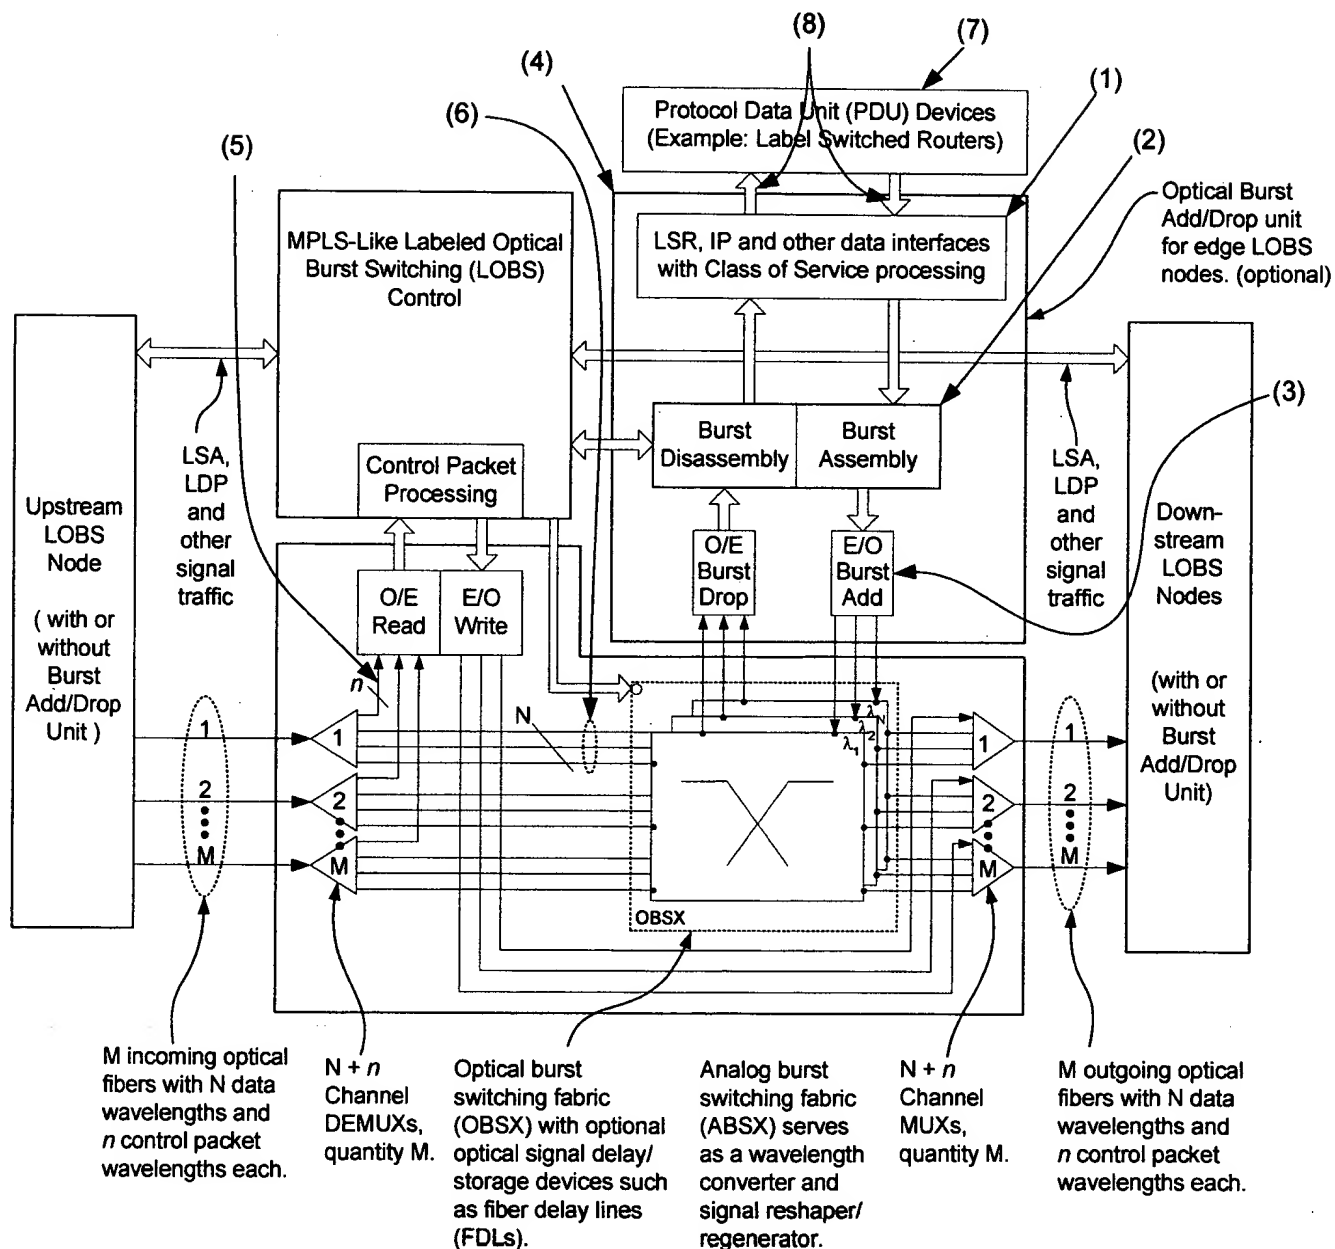 (8)
(7)
(4)
(1)
(6)
(2)
(5)
Protocol Data Unit (PDU) Devices
(Example: Label Switched Routers)
Optical Burst
Add/Drop unit
for edge LOBS
nodes. (optional)
MPLS-Like Labeled Optical
Burst Switching (LOBS)
Control
LSR, IP and other data interfaces
with Class of Service processing
(3)
Burst
Disassembly
Burst
Assembly
Control Packet
Processing
LSA,
LDP
and
other
signal
traffic
LSA,
LDP
and
other
signal
traffic
Upstream
LOBS
Node
( with or
without
Burst
Add/Drop
Unit )
Down-
stream
LOBS
Nodes
(with or
without
Burst
Add/Drop
Unit)
O/E
Read
E/O
Write
O/E
Burst
Drop
E/O
Burst
Add
n
N
λ1
λ2
λN
1
2
M
1
2
M
1
2
M
1
2
M
OBSX
M incoming optical
fibers with N data
wavelengths and
n control packet
wavelengths each.
N + n
Channel
DEMUXs,
quantity M.
Optical burst
switching fabric
(OBSX) with optional
optical signal delay/
storage devices such
as fiber delay lines
(FDLs).
Analog burst
switching fabric
(ABSX) serves
as a wavelength
converter and
signal reshaper/
regenerator.
N + n
Channel
MUXs,
quantity M.
M outgoing optical
fibers with N data
wavelengths and
n control packet
wavelengths each.